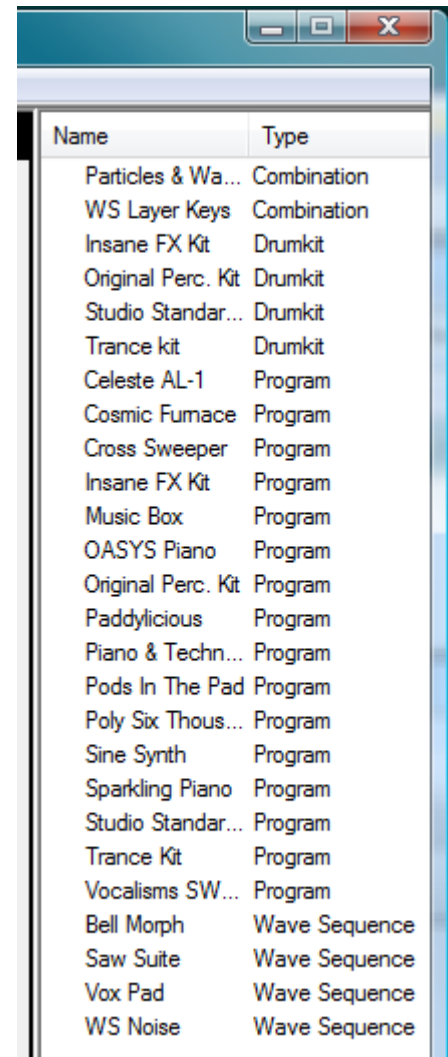 Name Type
Particles & Wa... Combination
WS Layer Keys Combination
Insane FX Kit Drumkit
Original Perc. Kit Drumkit
Studio Standar... Drumkit
Trance kit Drumkit
Celeste AL-1 Program
Cosmic Furnace Program
Cross Sweeper Program
Insane FX Kit Program
Music Box Program
OASYS Piano Program
Original Perc. Kit Program
Paddylicious Program
Piano & Techn... Program
Pods In The Pad Program
Poly Six Thous... Program
Sine Synth Program
Sparkling Piano Program
Studio Standar... Program
Trance Kit Program
Vocalisms SW... Program
Bell Morph Wave Sequence
Saw Suite Wave Sequence
Vox Pad Wave Sequence
WS Noise Wave Sequence